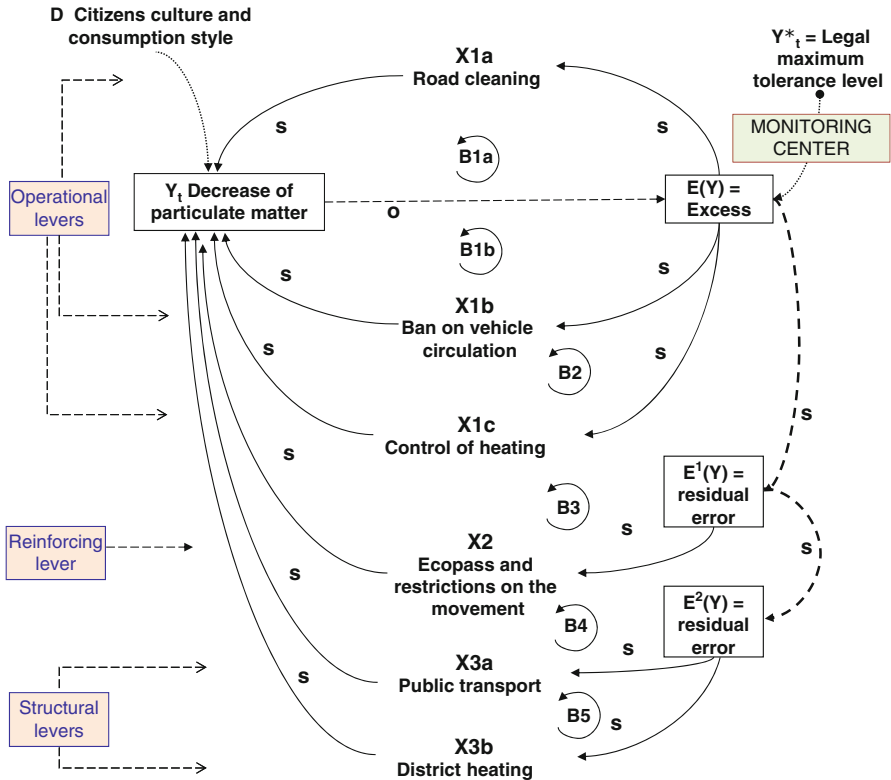 D Citizens culture and
consumption style
X1a
Road cleaning
Y*t = Legal
maximum
tolerance level
MONITORING
CENTER
s
s
B1a
Operational
levers
Yt Decrease of
particulate matter
o
E(Y) =
Excess
B1b
s
s
X1b
Ban on vehicle
circulation
s
s
B2
X1c
Control of heating
s
s
E1(Y) =
residual
error
B3
s
Reinforcing
lever
X2
Ecopass and
restrictions on the
movement
s
s
E2(Y) =
residual
error
B4
s
X3a
Public transport
s
Structural
levers
B5
s
X3b
District heating